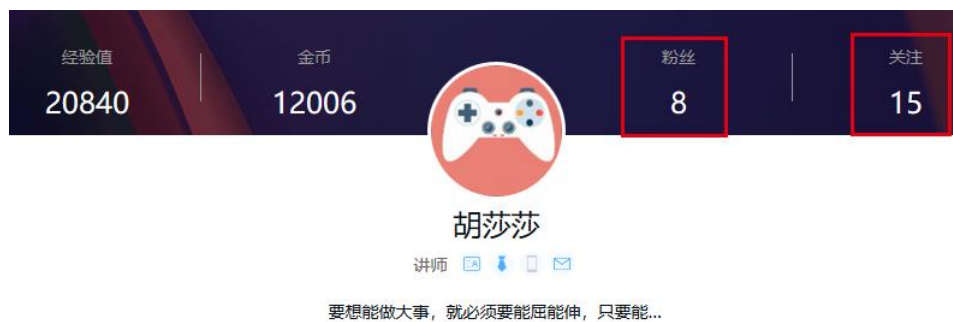 经验值 金币 粉丝 关注
20840 12006 8 15
胡莎莎
讲师
要想能做大事，就必须要能屈能伸，只要能...